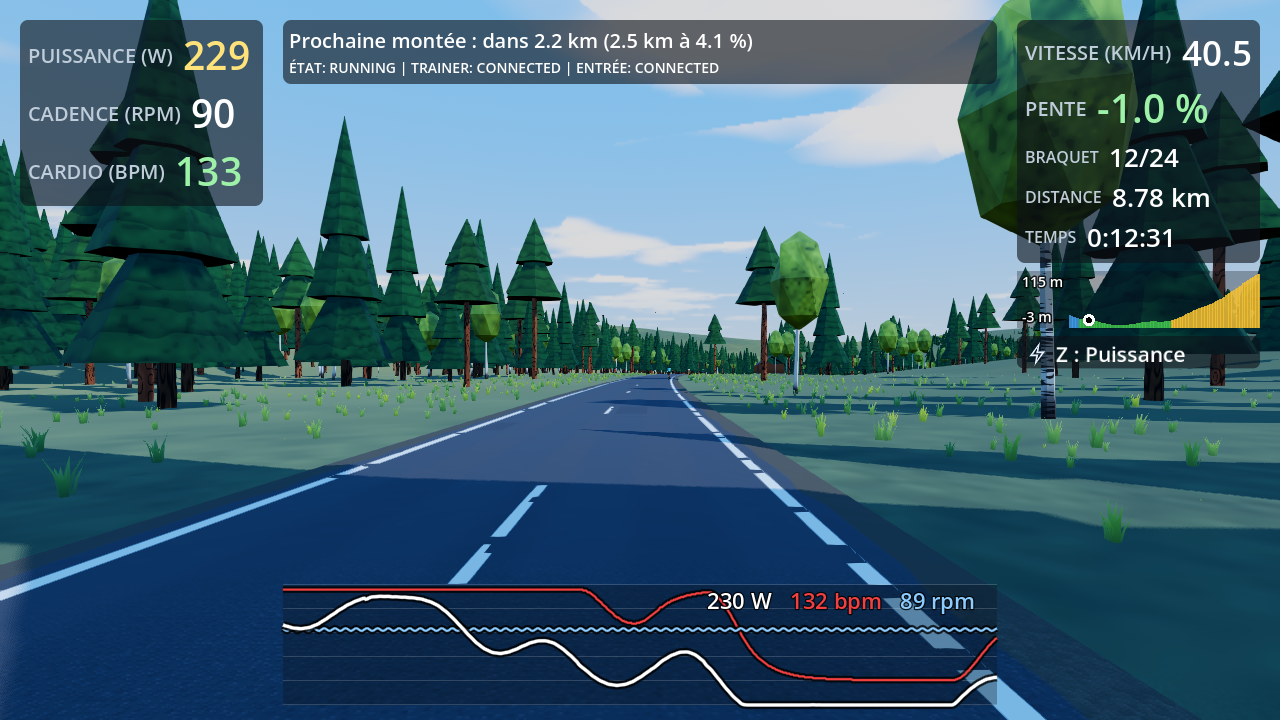 PUISSANCE (W) 229
CADENCE (RPM) 90
CARDIO (BPM) 133
Prochaine montée : dans 2.2 km (2.5 km à 4.1 %)
ÉTAT: RUNNING | TRAINER: CONNECTED | ENTRÉE: CONNECTED
VITESSE (KM/H) 40.5
PENTE -1.0 %
BRAQUET 12/24
DISTANCE 8.78 km
TEMPS 0:12:31
115 m
-3 m
Z : Puissance
230 W 132 bpm 89 rpm